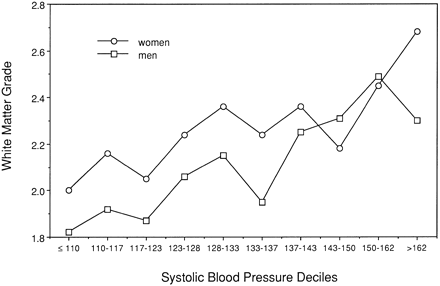 2.8
2.6
2.4
2.2
2.0
1.8
White Matter Grade
women
men
≤ 110 110-117 117-123 123-128 128-133 133-137 137-143 143-150 150-162 >162
Systolic Blood Pressure Deciles